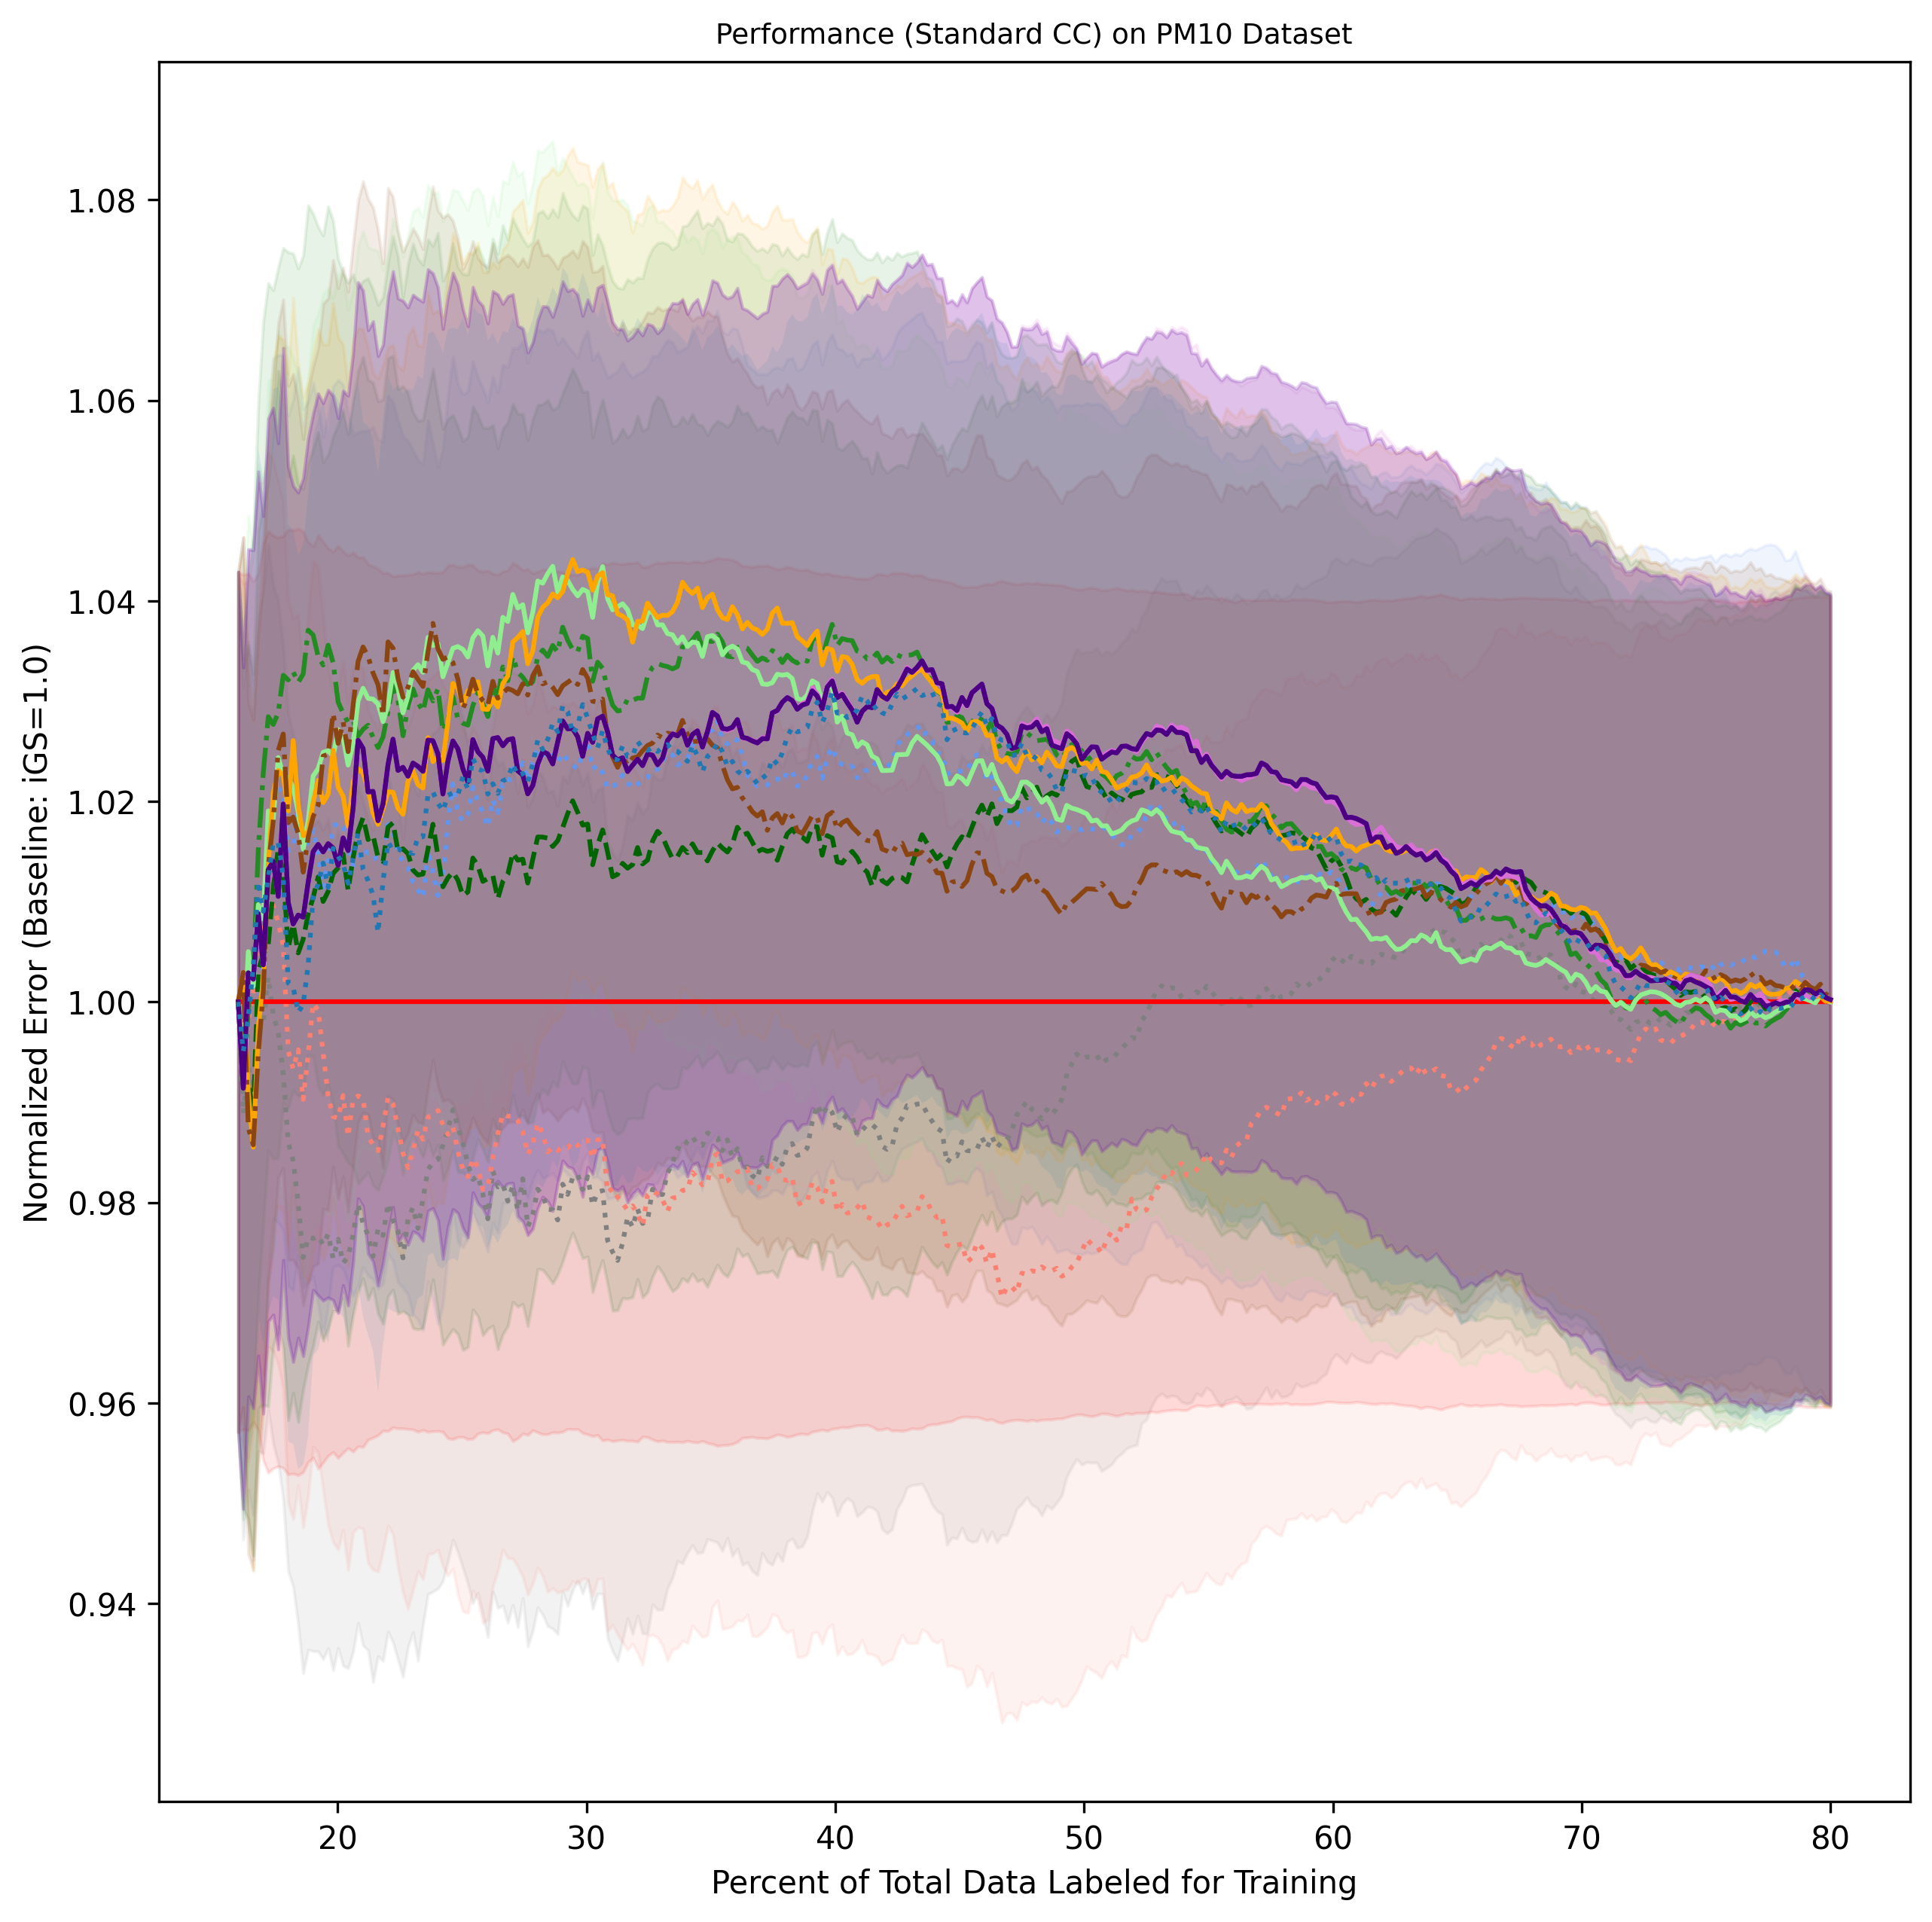 Performance (Standard CC) on PM10 Dataset
Normalized Error (Baseline: iGS=1.0)
1.08
1.06
1.04
1.02
1.00
0.98
0.96
0.94
20 30 40 50 60 70 80
Percent of Total Data Labeled for Training